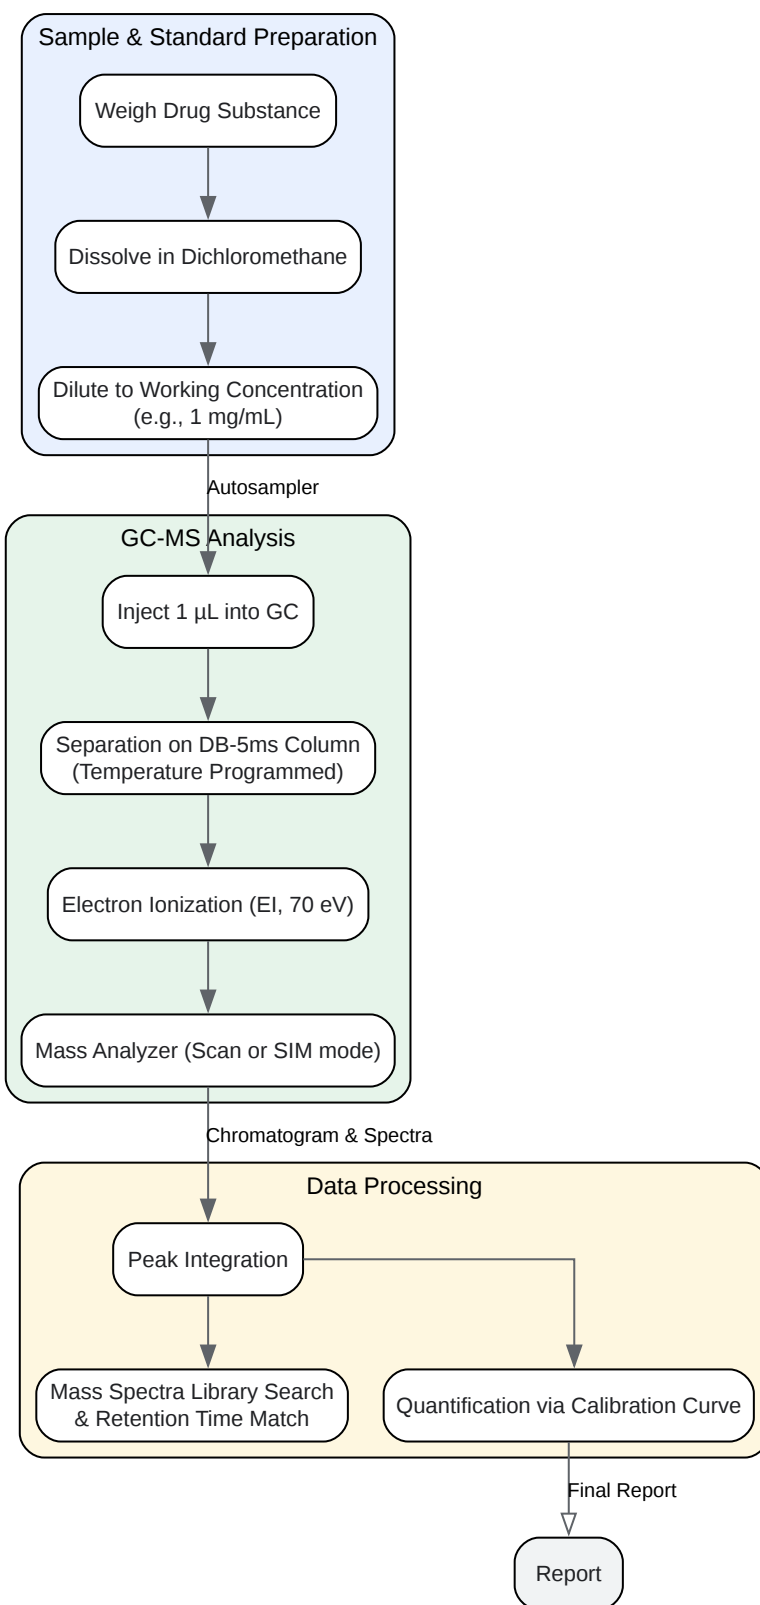 Sample & Standard Preparation
Weigh Drug Substance
Dissolve in Dichloromethane
Dilute to Working Concentration
(e.g., 1 mg/mL)
Autosampler
GC-MS Analysis
Inject 1 µL into GC
Separation on DB-5ms Column
(Temperature Programmed)
Electron Ionization (EI, 70 eV)
Mass Analyzer (Scan or SIM mode)
Chromatogram & Spectra
Data Processing
Peak Integration
Mass Spectra Library Search
& Retention Time Match
Quantification via Calibration Curve
Final Report
Report